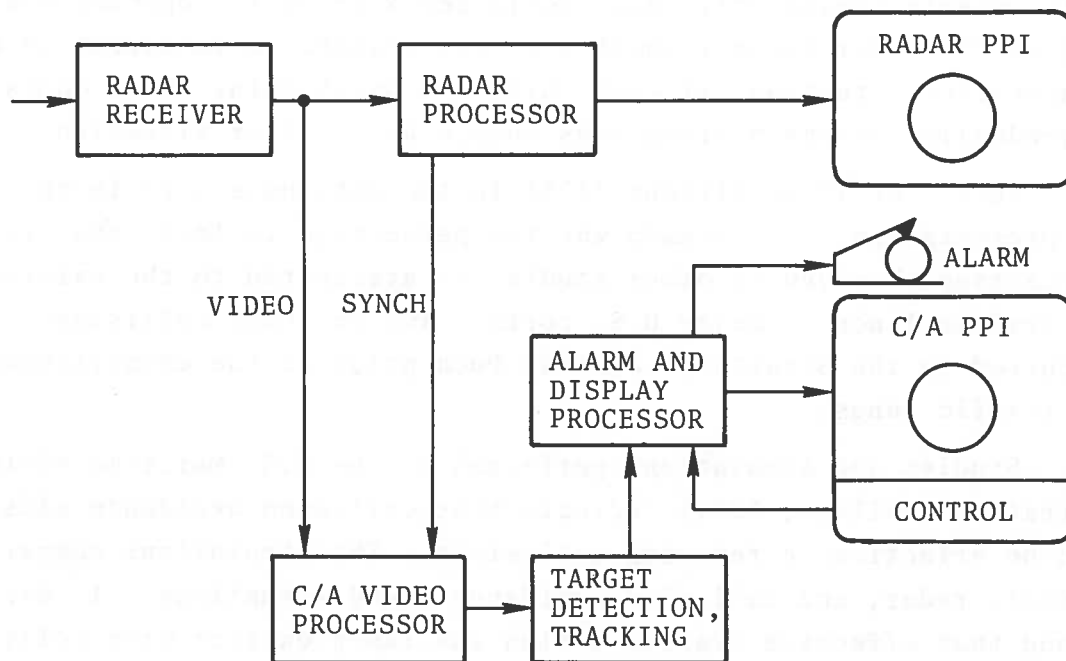 RADAR
RECEIVER
RADAR
PROCESSOR
RADAR PPI
ALARM
VIDEO
SYNCH
C/A PPI
ALARM AND
DISPLAY
PROCESSOR
CONTROL
C/A VIDEO
PROCESSOR
TARGET
DETECTION,
TRACKING